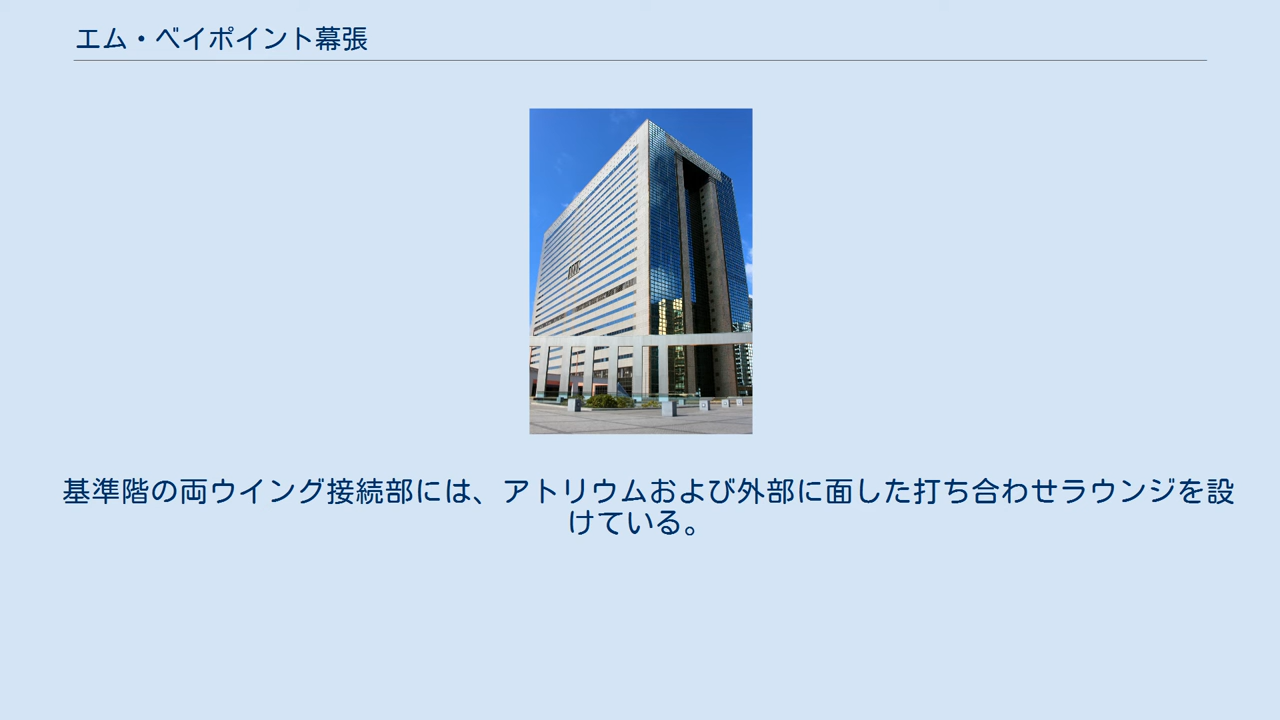 エム・ベイポイント幕張
基準階の両ウイング接続部には、アトリウムおよび外部に面した打ち合わせラウンジを設
けている。